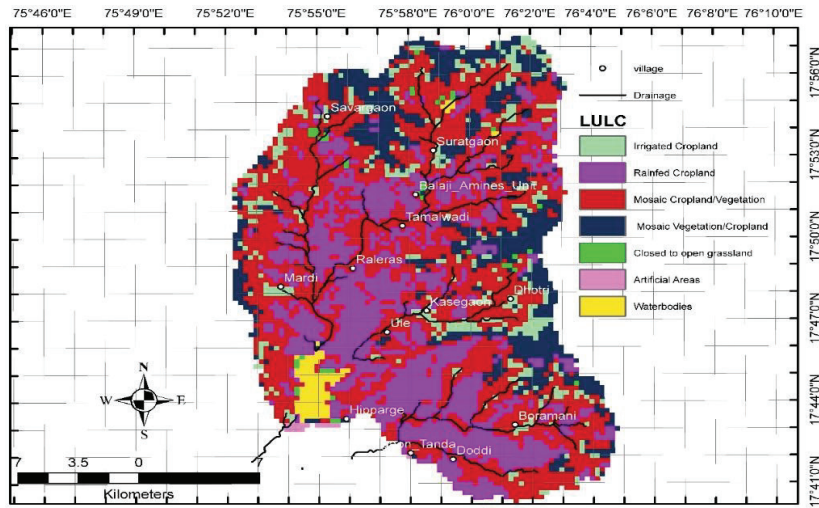 75°46'0"E 75°49'0"E 75°52'0"E 75°55'0"E 75°58'0"E 76°0'0"E 76°2'0"E 76°4'0"E 76°6'0"E 76°8'0"E 76°10'0"E
17°56'0"N
17°53'0"N
17°50'0"N
17°47'0"N
17°44'0"N
17°41'0"N
village
Drainage
LULC
Irrigated Cropland
Rainfed Cropland
Mosaic Cropland/Vegetation
Mosaic Vegetation/Cropland
Closed to open grassland
Artificial Areas
Waterbodies
Savargaon
Suratgaon
Balaji_Amines_Unit
Tamalwadi
Raleras
Mardi
Kasegaon
Dhotri
Ule
Hipparge
Boramani
Tanda
Doddi
N
W E
S
7 3.5 0 7
Kilometers